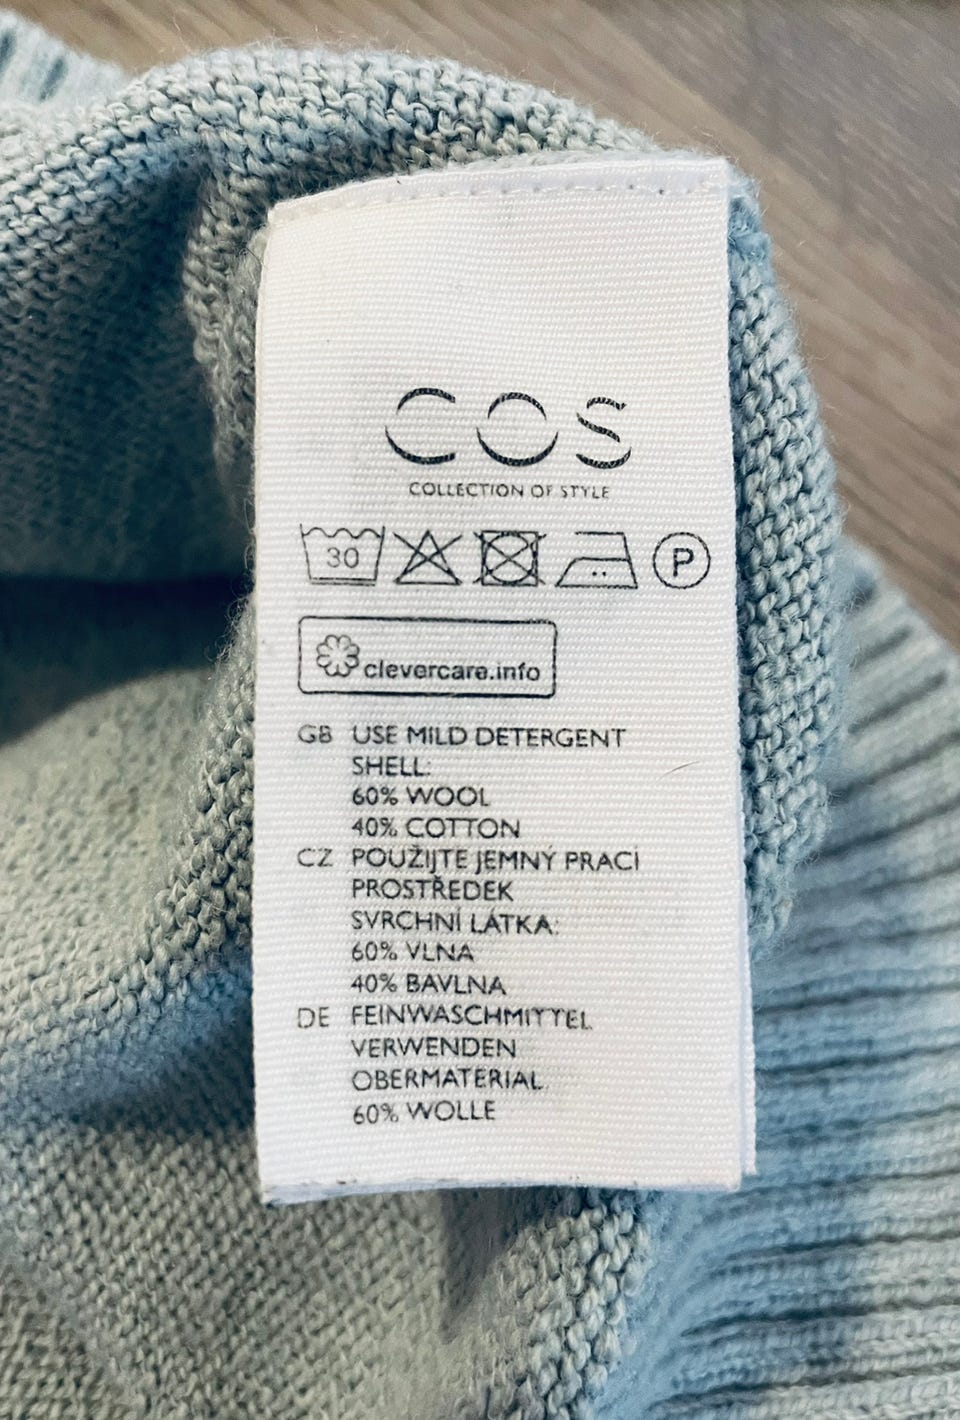 COS
COLLECTION OF STYLE
30 P
clevercare.info
GB USE MILD DETERGENT
SHELL:
60% WOOL
40% COTTON
CZ POUŽIJTE JEMNÝ PRACÍ
PROSTŘEDEK
SVRCHNÍ LÁTKA:
60% VLNA
40% BAVLNA
DE FEINWASCHMITTEL
VERWENDEN
OBERMATERIAL:
60% WOLLE